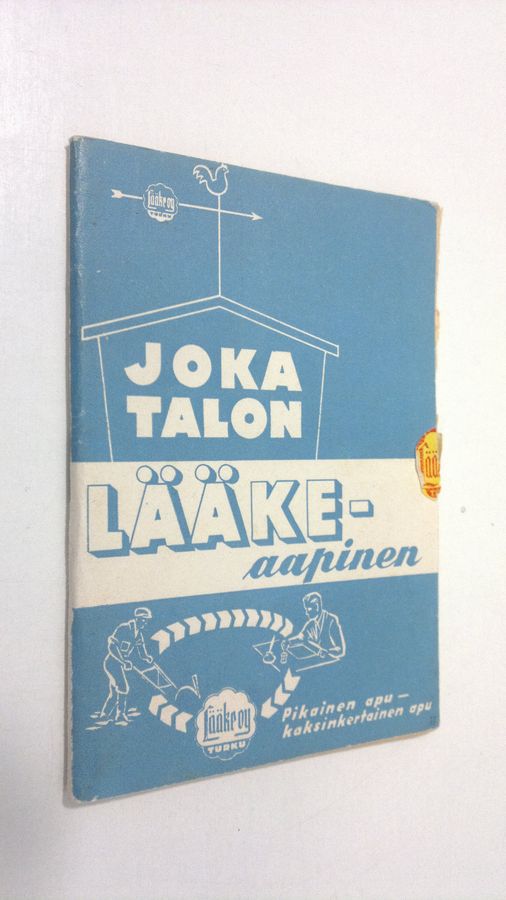 Lääke oy
TURKU
JOKA
TALON
LÄÄKE-
aapinen
Lääke oy
TURKU
Pikainen apu —
kaksinkertainen apu